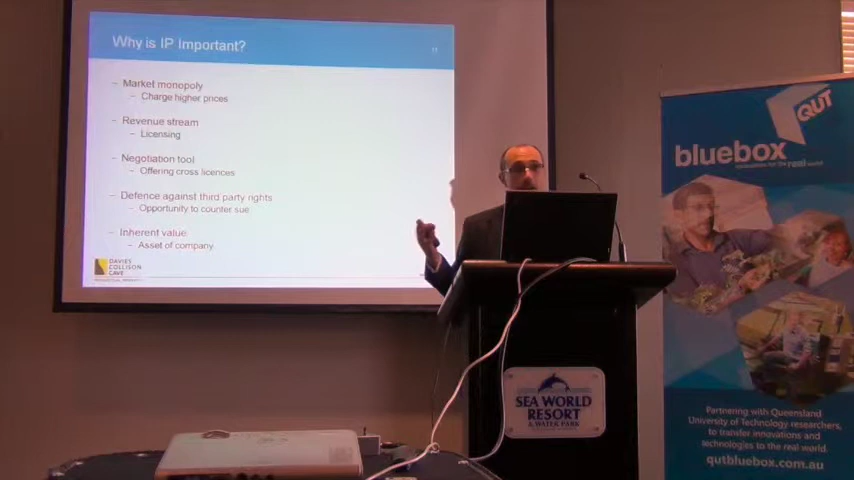 Why is IP Important?
– Market monopoly
– Charge higher prices
– Revenue stream
– Licensing
– Negotiation tool
– Offering cross licences
– Defence against third party rights
– Opportunity to counter sue
– Inherent value
– Asset of company
DAVIES
COLLISON
CAVE
SEA WORLD
RESORT
& WATER PARK
QUT
bluebox
Partnering with Queensland
University of Technology researchers,
to transfer innovations and
technologies to the real world.
qutbluebox.com.au